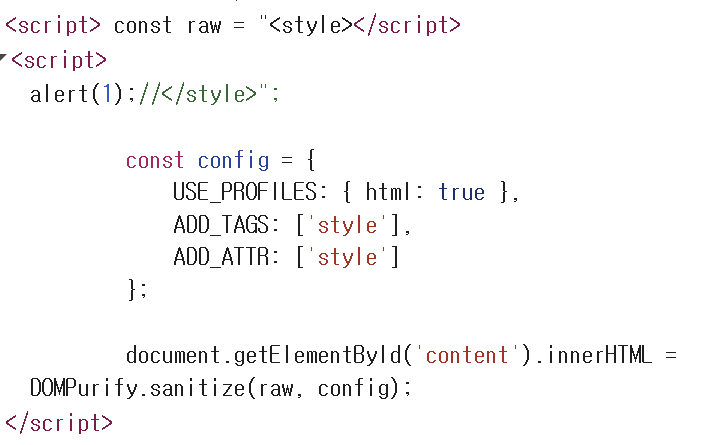 <script> const raw = "<style></script>
<script>
alert(1);//</style>";
const config = {
USE_PROFILES: { html: true },
ADD_TAGS: ['style'],
ADD_ATTR: ['style']
};
document.getElementById('content').innerHTML =
DOMPurify.sanitize(raw, config);
</script>